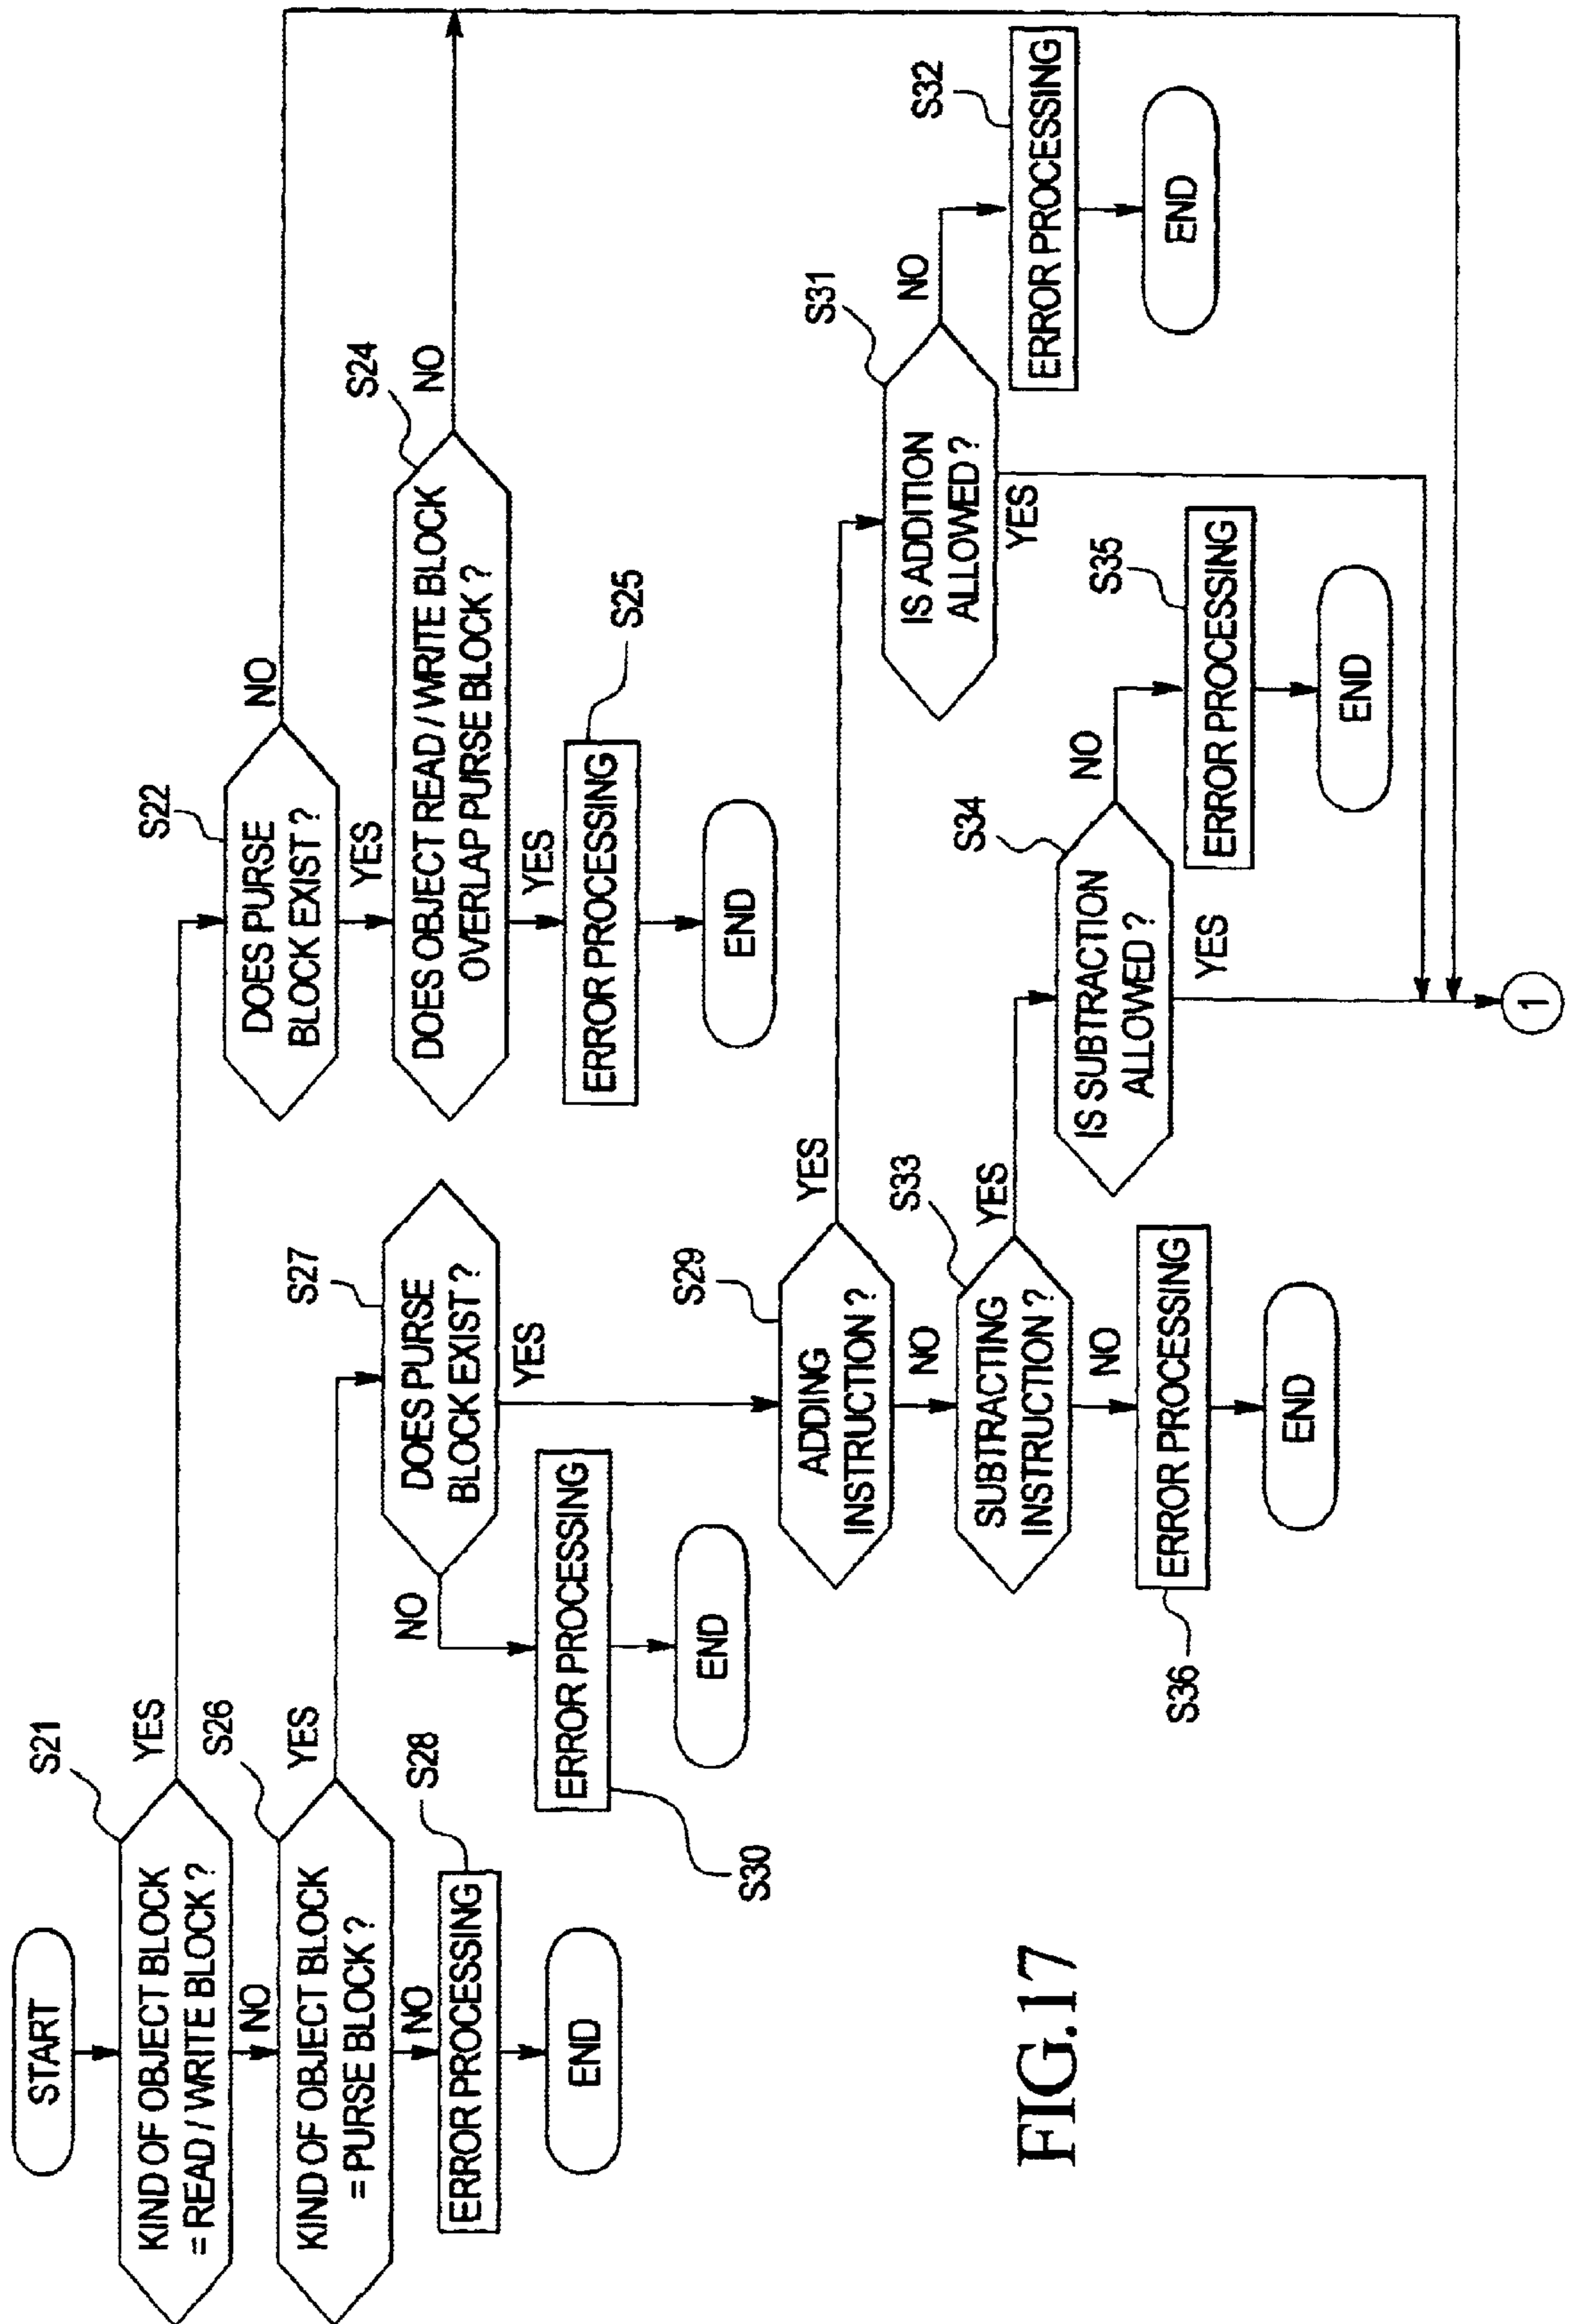 START
S21
KIND OF OBJECT BLOCK
= READ / WRITE BLOCK ?
YES
NO
S26
KIND OF OBJECT BLOCK
= PURSE BLOCK ?
YES
NO
S28
ERROR PROCESSING
END
S22
DOES PURSE
BLOCK EXIST ?
NO
YES
S24
DOES OBJECT READ / WRITE BLOCK
OVERLAP PURSE BLOCK ?
NO
YES
S25
ERROR PROCESSING
END
S27
DOES PURSE
BLOCK EXIST ?
NO
YES
ERROR PROCESSING
S30
END
S29
ADDING
INSTRUCTION ?
YES
NO
S33
SUBTRACTING
INSTRUCTION ?
YES
NO
ERROR PROCESSING
S36
END
S31
IS ADDITION
ALLOWED ?
NO
YES
S32
ERROR PROCESSING
END
S34
IS SUBTRACTION
ALLOWED ?
NO
YES
S35
ERROR PROCESSING
END
1
FIG.17